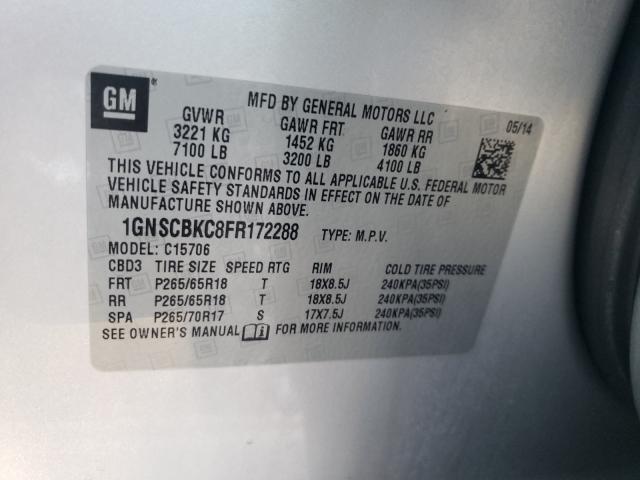 GM
MFD BY GENERAL MOTORS LLC
05/14
GVWR GAWR FRT GAWR RR
3221 KG 1452 KG 1860 KG
7100 LB 3200 LB 4100 LB
THIS VEHICLE CONFORMS TO ALL APPLICABLE U.S. FEDERAL MOTOR
VEHICLE SAFETY STANDARDS IN EFFECT ON THE DATE OF
MANUFACTURE SHOWN ABOVE.
1GNSCBKC8FR172288 TYPE: M.P.V.
MODEL: C15706
CBD3 TIRE SIZE SPEED RTG RIM COLD TIRE PRESSURE
FRT P265/65R18 T 18X8.5J 240KPA(35PSI)
RR P265/65R18 T 18X8.5J 240KPA(35PSI)
SPA P265/70R17 S 17X7.5J 240KPA(35PSI)
SEE OWNER'S MANUAL FOR MORE INFORMATION.